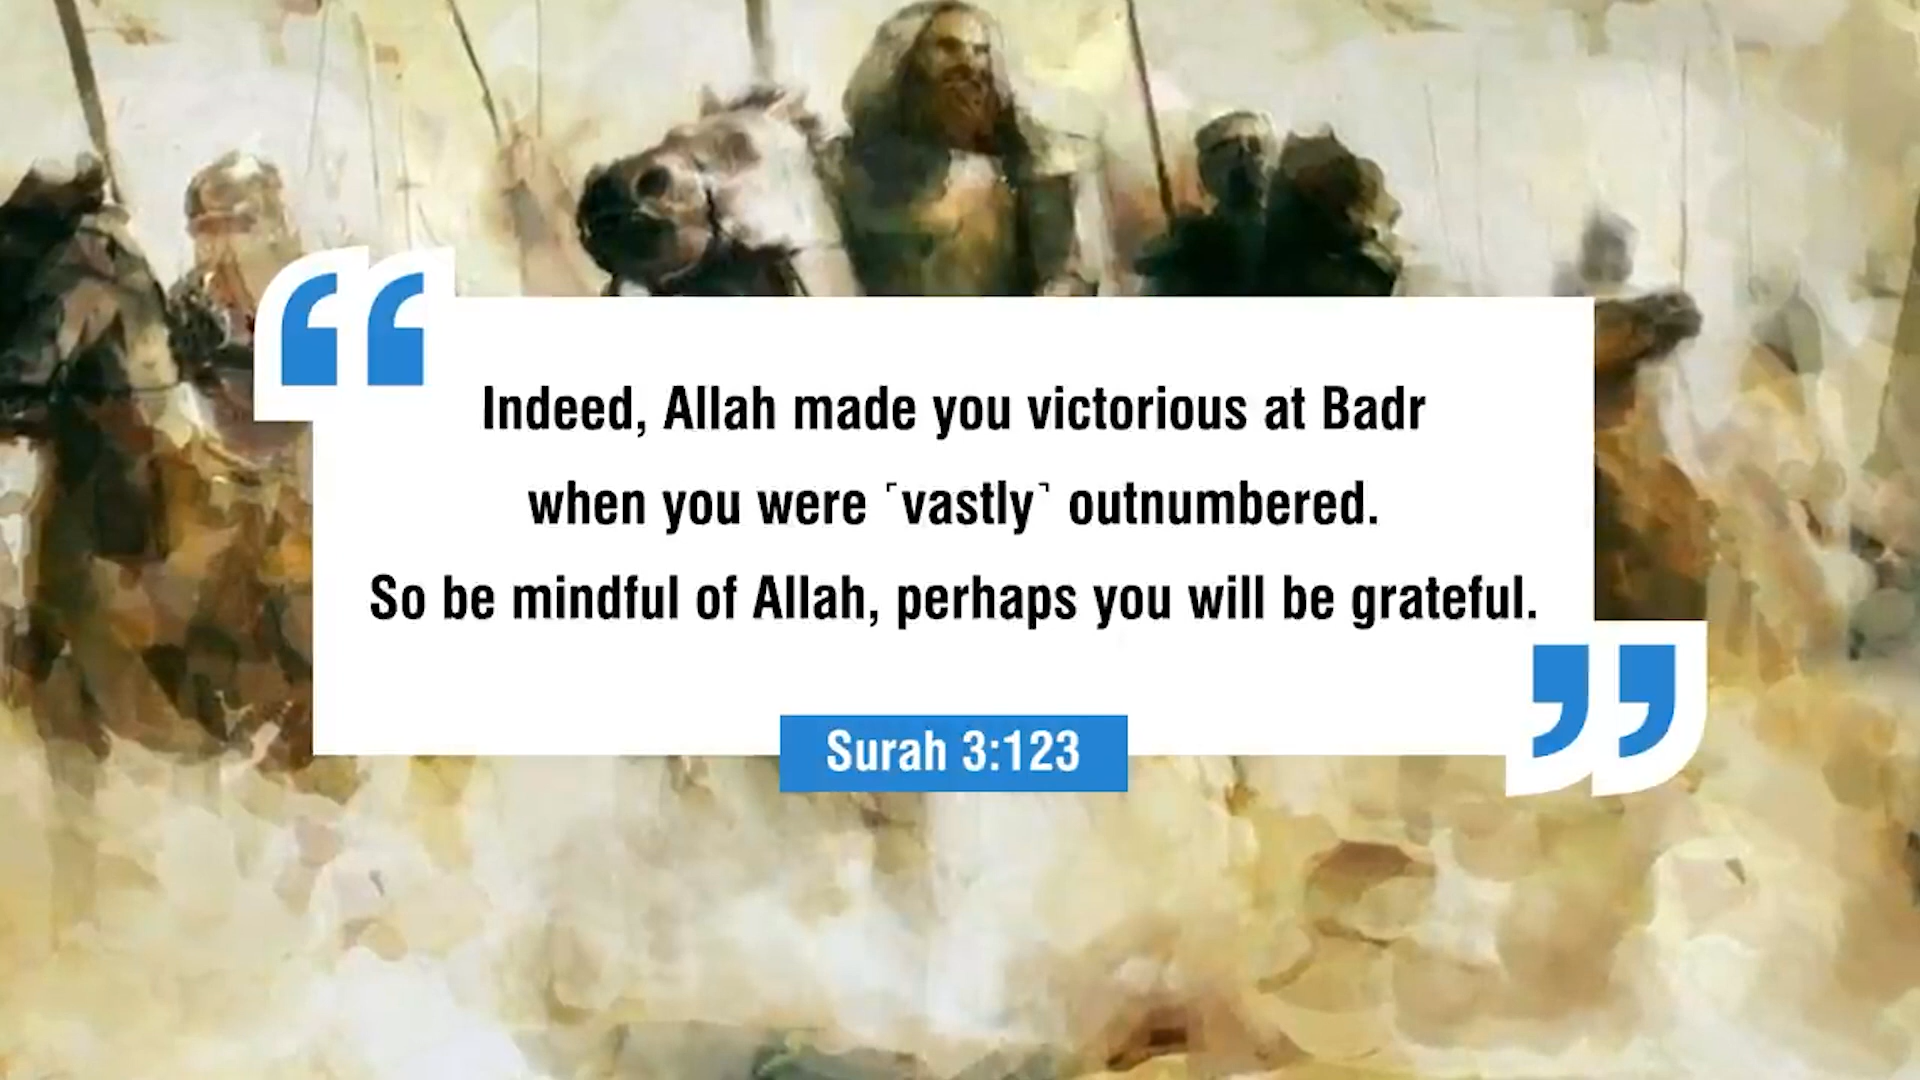 Indeed, Allah made you victorious at Badr
when you were ˹vastly˺ outnumbered.
So be mindful of Allah, perhaps you will be grateful.
Surah 3:123